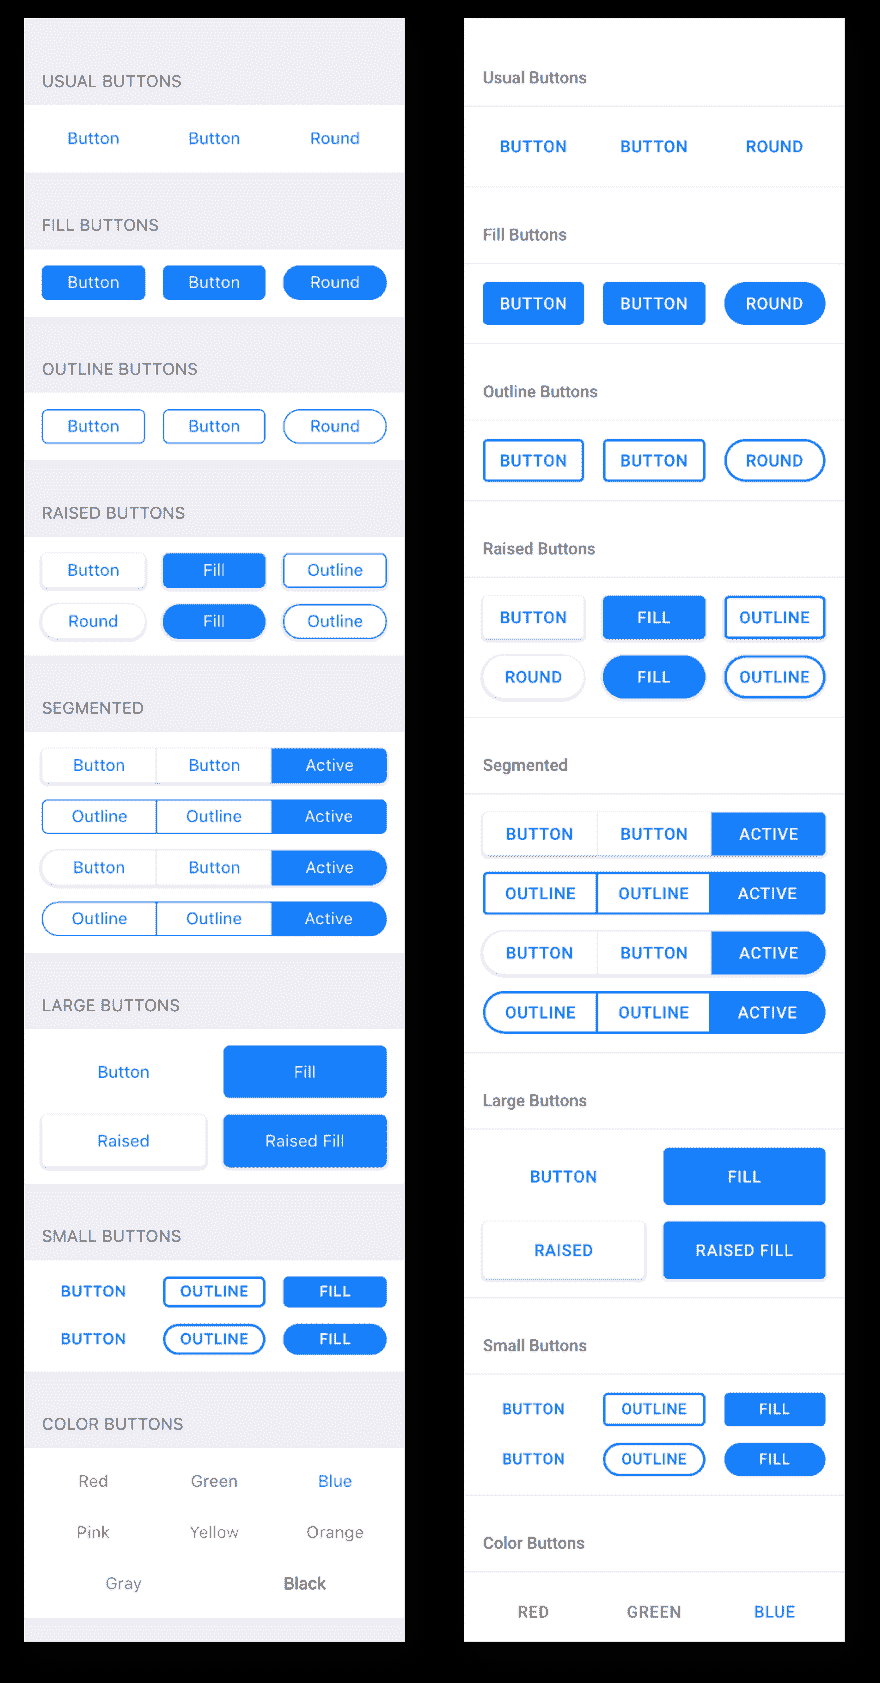 USUAL BUTTONS
Button Button Round
FILL BUTTONS
Button Button Round
OUTLINE BUTTONS
Button Button Round
RAISED BUTTONS
Button Fill Outline
Round Fill Outline
SEGMENTED
Button Button Active
Outline Outline Active
Button Button Active
Outline Outline Active
LARGE BUTTONS
Button Fill
Raised Raised Fill
SMALL BUTTONS
BUTTON OUTLINE FILL
BUTTON OUTLINE FILL
COLOR BUTTONS
Red Green Blue
Pink Yellow Orange
Gray Black
Usual Buttons
BUTTON BUTTON ROUND
Fill Buttons
BUTTON BUTTON ROUND
Outline Buttons
BUTTON BUTTON ROUND
Raised Buttons
BUTTON FILL OUTLINE
ROUND FILL OUTLINE
Segmented
BUTTON BUTTON ACTIVE
OUTLINE OUTLINE ACTIVE
BUTTON BUTTON ACTIVE
OUTLINE OUTLINE ACTIVE
Large Buttons
BUTTON FILL
RAISED RAISED FILL
Small Buttons
BUTTON OUTLINE FILL
BUTTON OUTLINE FILL
Color Buttons
RED GREEN BLUE